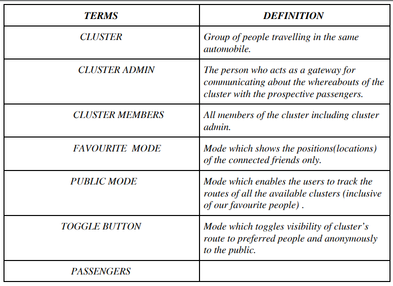 TERMS
DEFINITION
CLUSTER
Group of people travelling in the same
automobile.
CLUSTER ADMIN
The person who acts as a gateway for
communicating about the whereabouts of the
cluster with the prospective passengers.
CLUSTER MEMBERS
All members of the cluster including cluster
admin.
FAVOURITE MODE
Mode which shows the positions(locations)
of the connected friends only.
PUBLIC MODE
Mode which enables the users to track the
routes of all the available clusters (inclusive
of our favourite people) .
TOGGLE BUTTON
Mode which toggles visibility of cluster's
route to preferred people and anonymously
to the public.
PASSENGERS